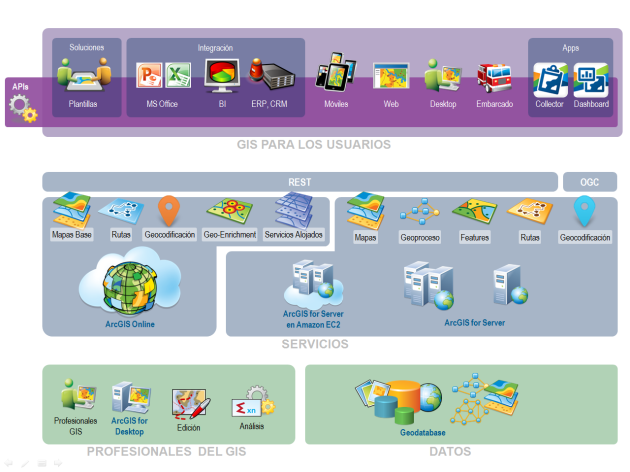 Soluciones
Integración
Apps
APIs
Plantillas
MS Office
BI
ERP, CRM
Móviles
Web
Desktop
Embarcado
Collector
Dashboard
GIS PARA LOS USUARIOS
REST
OGC
Mapas Base
Rutas
Geocodificación
Geo-Enrichment
Servicios Alojados
Mapas
Geoproceso
Features
Rutas
Geocodificación
ArcGIS Online
ArcGIS for Server
en Amazon EC2
ArcGIS for Server
SERVICIOS
Profesionales
GIS
ArcGIS for
Desktop
Edición
Σxn
Análisis
Geodatabase
PROFESIONALES DEL GIS
DATOS